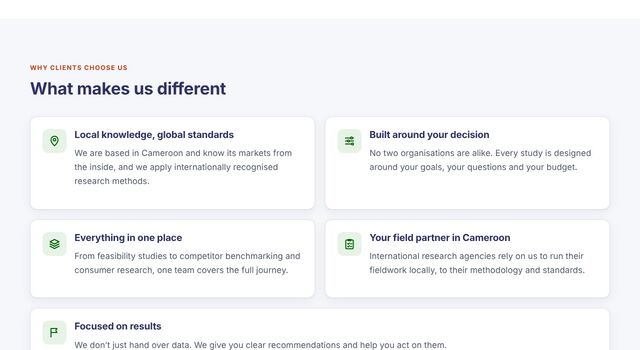 WHY CLIENTS CHOOSE US
What makes us different
Local knowledge, global standards
We are based in Cameroon and know its markets from
the inside, and we apply internationally recognised
research methods.
Built around your decision
No two organisations are alike. Every study is designed
around your goals, your questions and your budget.
Everything in one place
From feasibility studies to competitor benchmarking and
consumer research, one team covers the full journey.
Your field partner in Cameroon
International research agencies rely on us to run their
fieldwork locally, to their methodology and standards.
Focused on results
We don't just hand over data. We give you clear recommendations and help you act on them.